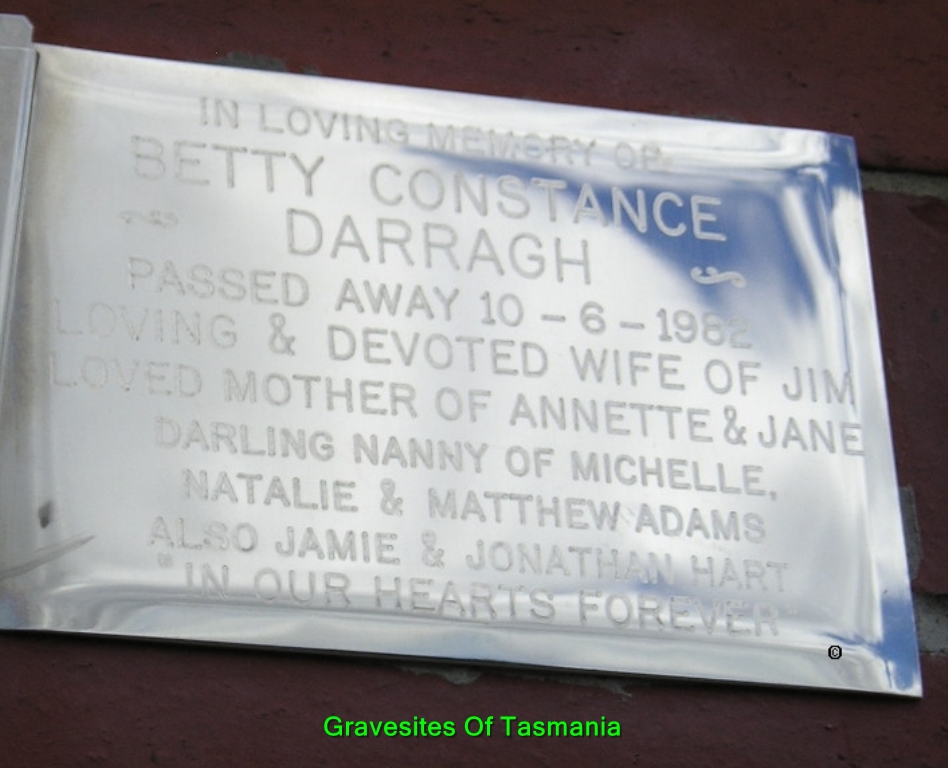 IN LOVING MEMORY OF
BETTY CONSTANCE
DARRAGH
PASSED AWAY 10 - 6 - 1982
LOVING & DEVOTED WIFE OF JIM
LOVED MOTHER OF ANNETTE & JANE
DARLING NANNY OF MICHELLE,
NATALIE & MATTHEW ADAMS
ALSO JAMIE & JONATHAN HART
"IN OUR HEARTS FOREVER"
©
Gravesites Of Tasmania